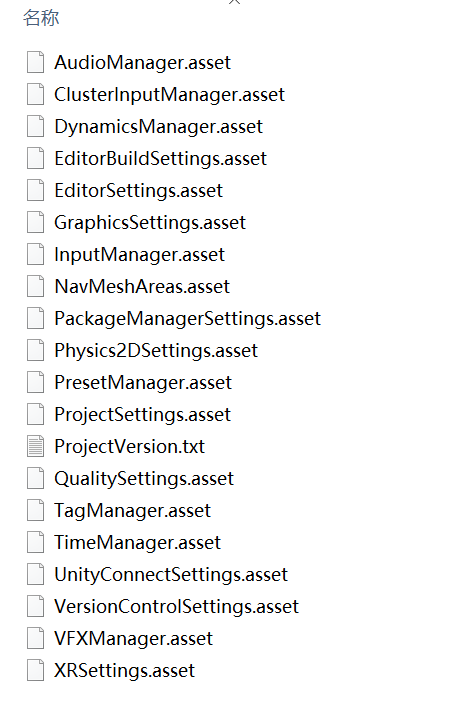 名称
AudioManager.asset
ClusterInputManager.asset
DynamicsManager.asset
EditorBuildSettings.asset
EditorSettings.asset
GraphicsSettings.asset
InputManager.asset
NavMeshAreas.asset
PackageManagerSettings.asset
Physics2DSettings.asset
PresetManager.asset
ProjectSettings.asset
ProjectVersion.txt
QualitySettings.asset
TagManager.asset
TimeManager.asset
UnityConnectSettings.asset
VersionControlSettings.asset
VFXManager.asset
XRSettings.asset